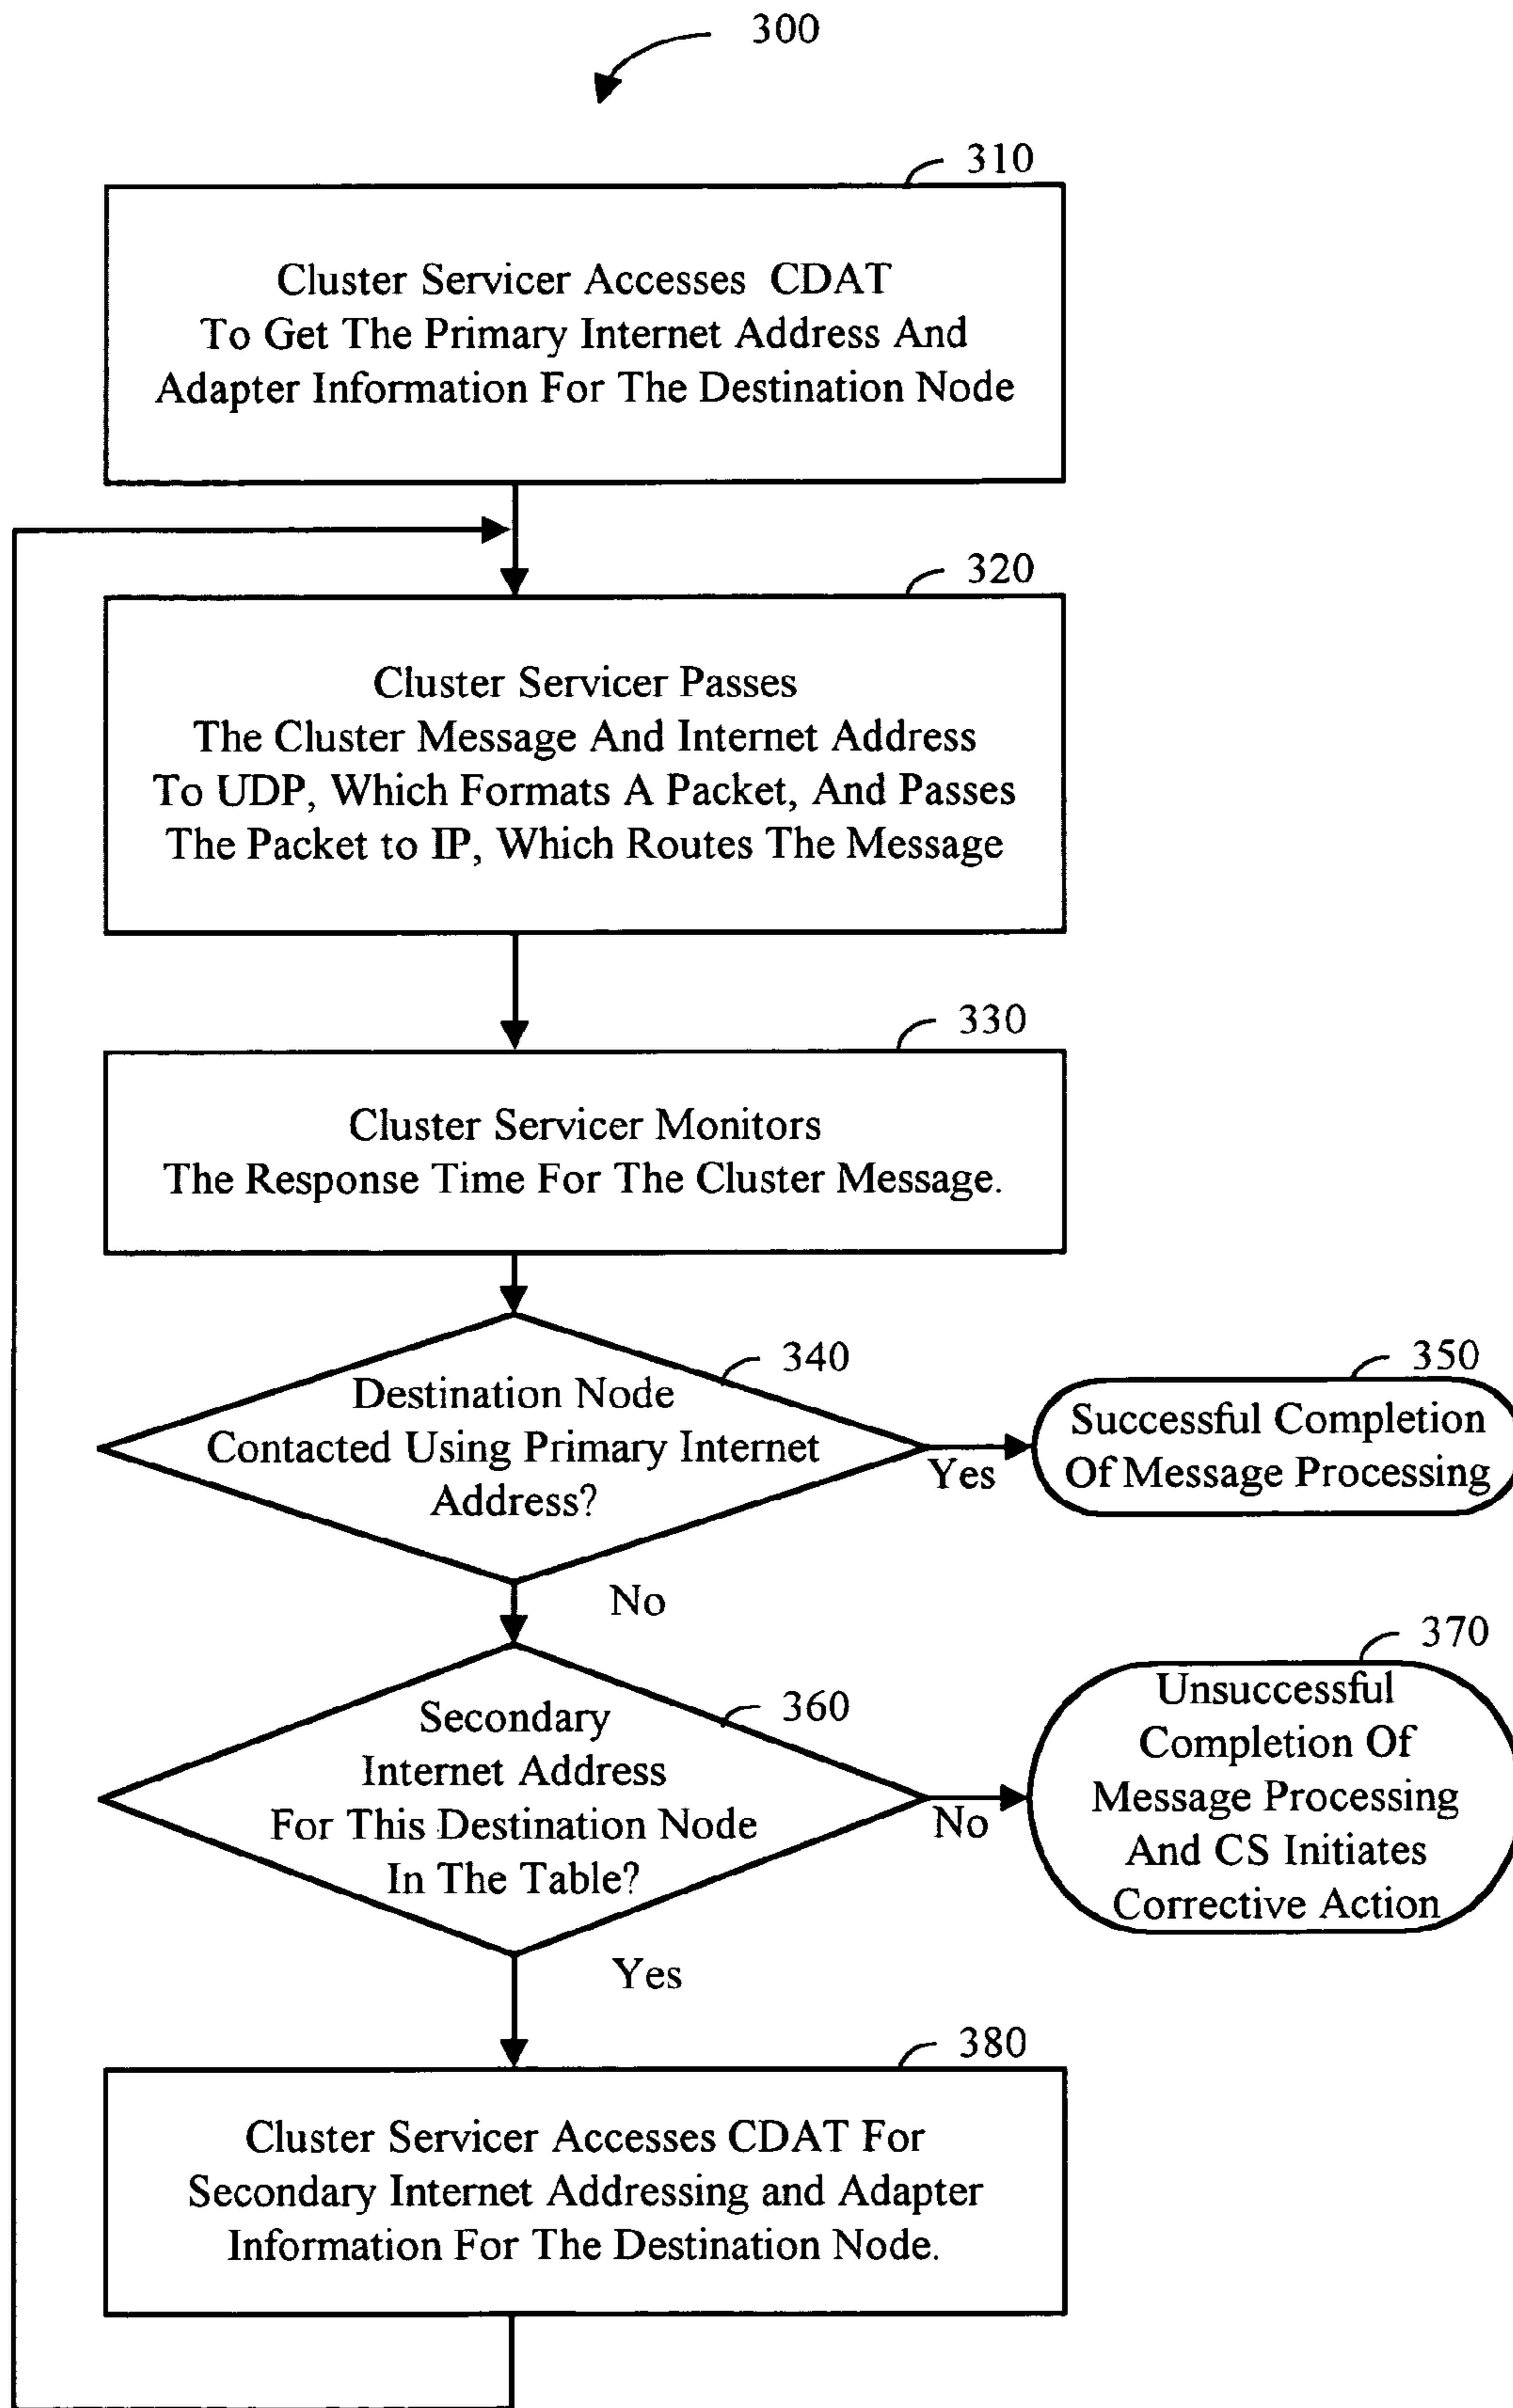 300
310
Cluster Servicer Accesses CDAT
To Get The Primary Internet Address And
Adapter Information For The Destination Node
320
Cluster Servicer Passes
The Cluster Message And Internet Address
To UDP, Which Formats A Packet, And Passes
The Packet to IP, Which Routes The Message
330
Cluster Servicer Monitors
The Response Time For The Cluster Message.
340
Destination Node
Contacted Using Primary Internet
Address?
Yes
350
Successful Completion
Of Message Processing
No
360
Secondary
Internet Address
For This Destination Node
In The Table?
No
370
Unsuccessful
Completion Of
Message Processing
And CS Initiates
Corrective Action
Yes
380
Cluster Servicer Accesses CDAT For
Secondary Internet Addressing and Adapter
Information For The Destination Node.